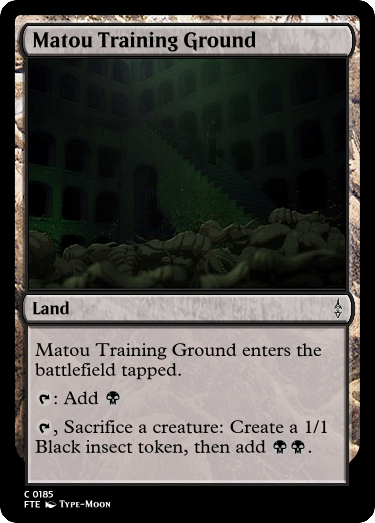 Matou Training Ground
Land
Matou Training Ground enters the
battlefield tapped.
: Add
, Sacrifice a creature: Create a 1/1
Black insect token, then add .
C 0185
FTE Type-Moon